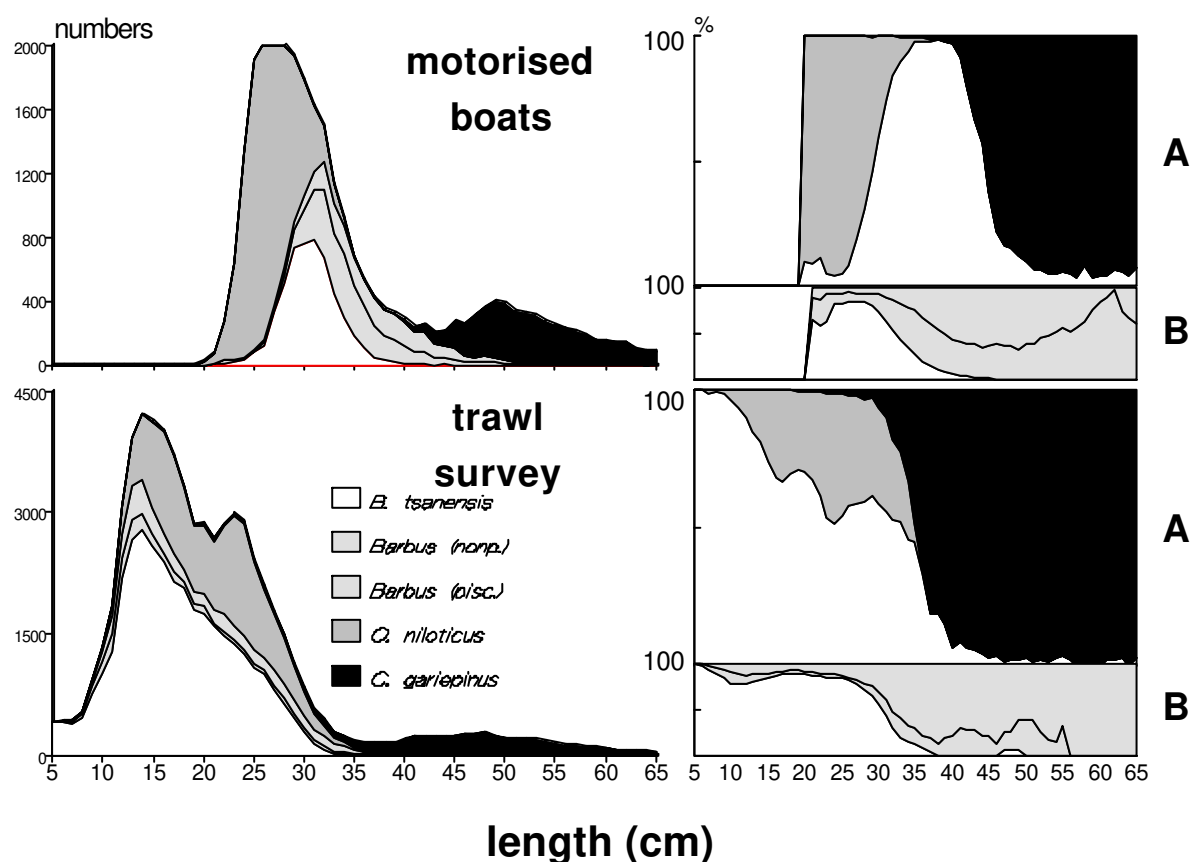 numbers
motorised
boats
2000
1600
1200
800
400
0
%
100
A
100
B
trawl
survey
4500
3000
1500
0
B. tsanensis
Barbus (nonp.)
Barbus (pisc.)
O. niloticus
C. gariepinus
5 10 15 20 25 30 35 40 45 50 55 60 65
100
A
100
B
5 10 15 20 25 30 35 40 45 50 55 60 65
length (cm)